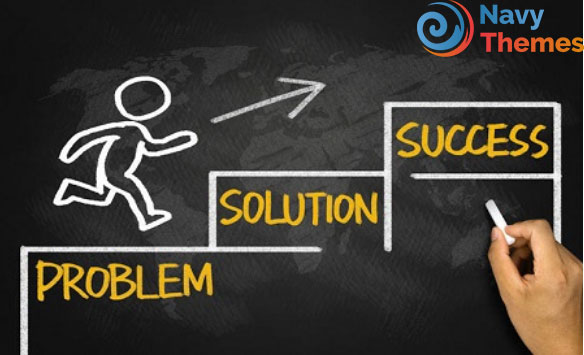 Navy
Themes
SUCCESS
SOLUTION
PROBLEM